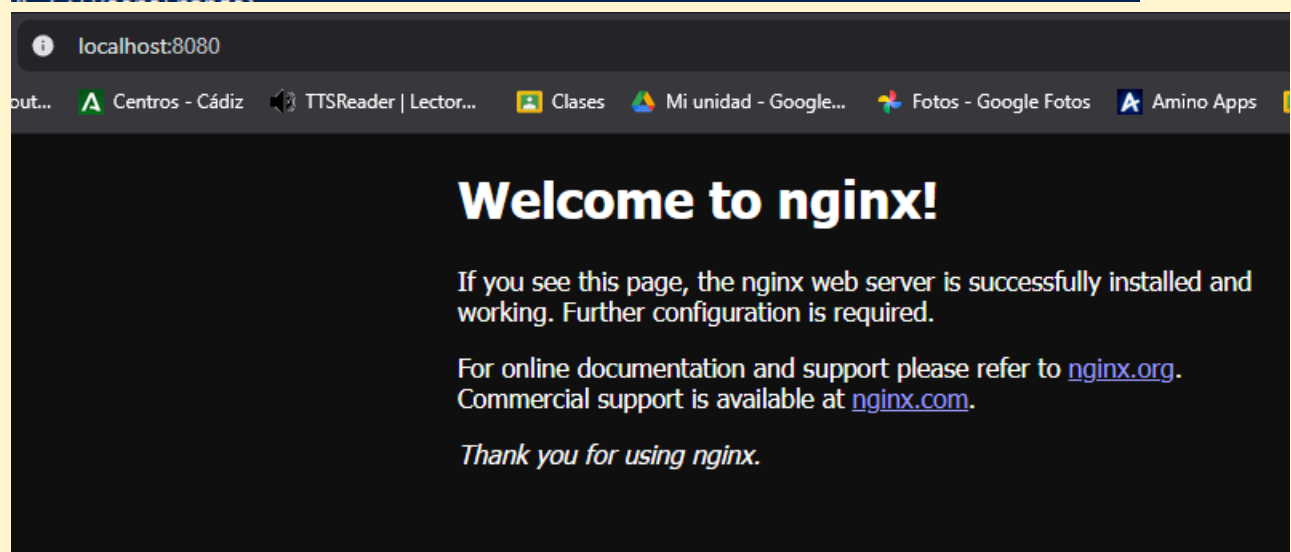 localhost:8080
out... Centros - Cádiz TTSReader | Lector... Clases Mi unidad - Google... Fotos - Google Fotos Amino Apps
Welcome to nginx!
If you see this page, the nginx web server is successfully installed and
working. Further configuration is required.
For online documentation and support please refer to nginx.org.
Commercial support is available at nginx.com.
Thank you for using nginx.